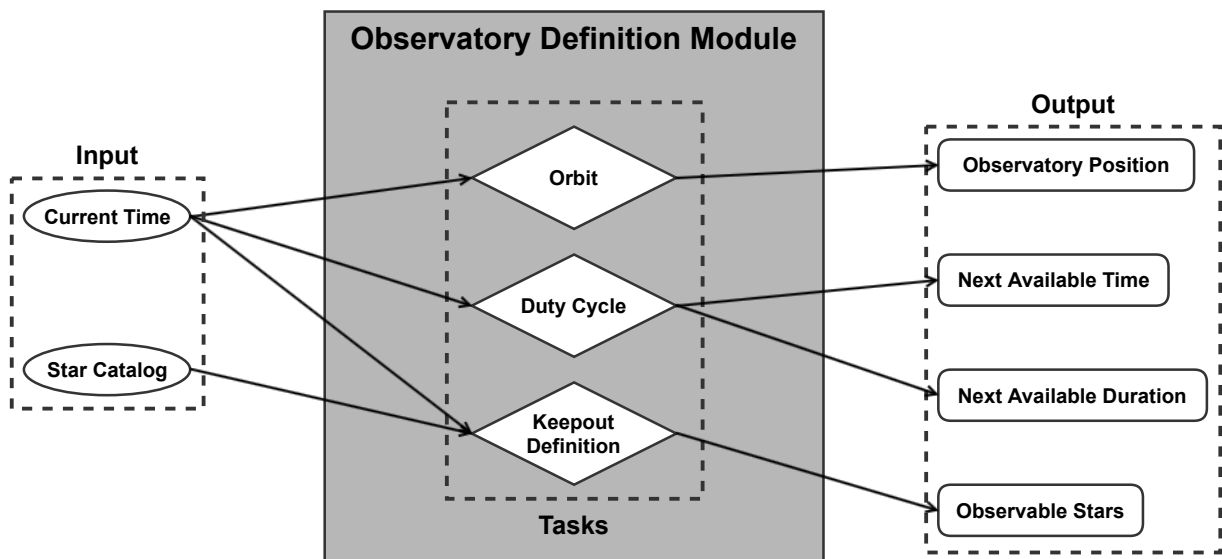 Observatory Definition Module
Input
Current Time
Star Catalog
Orbit
Duty Cycle
Keepout
Definition
Tasks
Output
Observatory Position
Next Available Time
Next Available Duration
Observable Stars